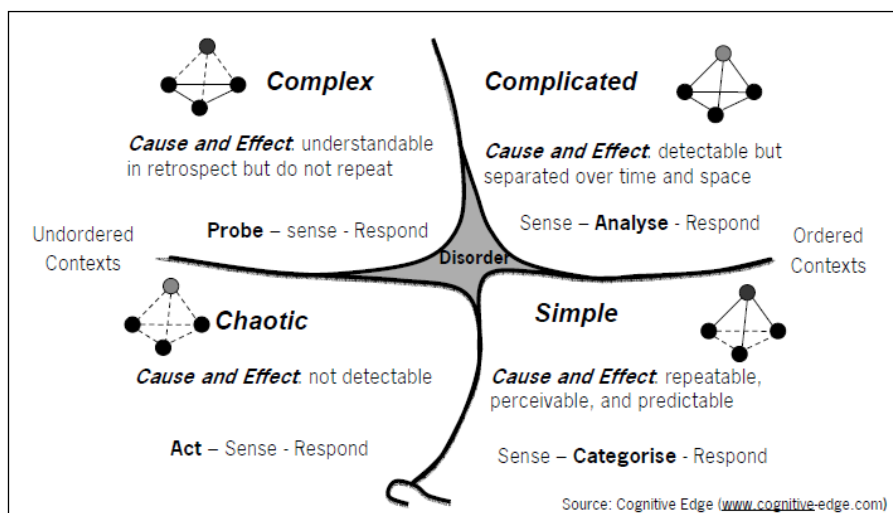 Complex
Cause and Effect: understandable
in retrospect but do not repeat
Probe – sense - Respond
Complicated
Cause and Effect: detectable but
separated over time and space
Sense – Analyse - Respond
Undordered
Contexts
Disorder
Ordered
Contexts
Chaotic
Cause and Effect: not detectable
Act – Sense - Respond
Simple
Cause and Effect: repeatable,
perceivable, and predictable
Sense – Categorise - Respond
Source: Cognitive Edge (www.cognitive-edge.com)